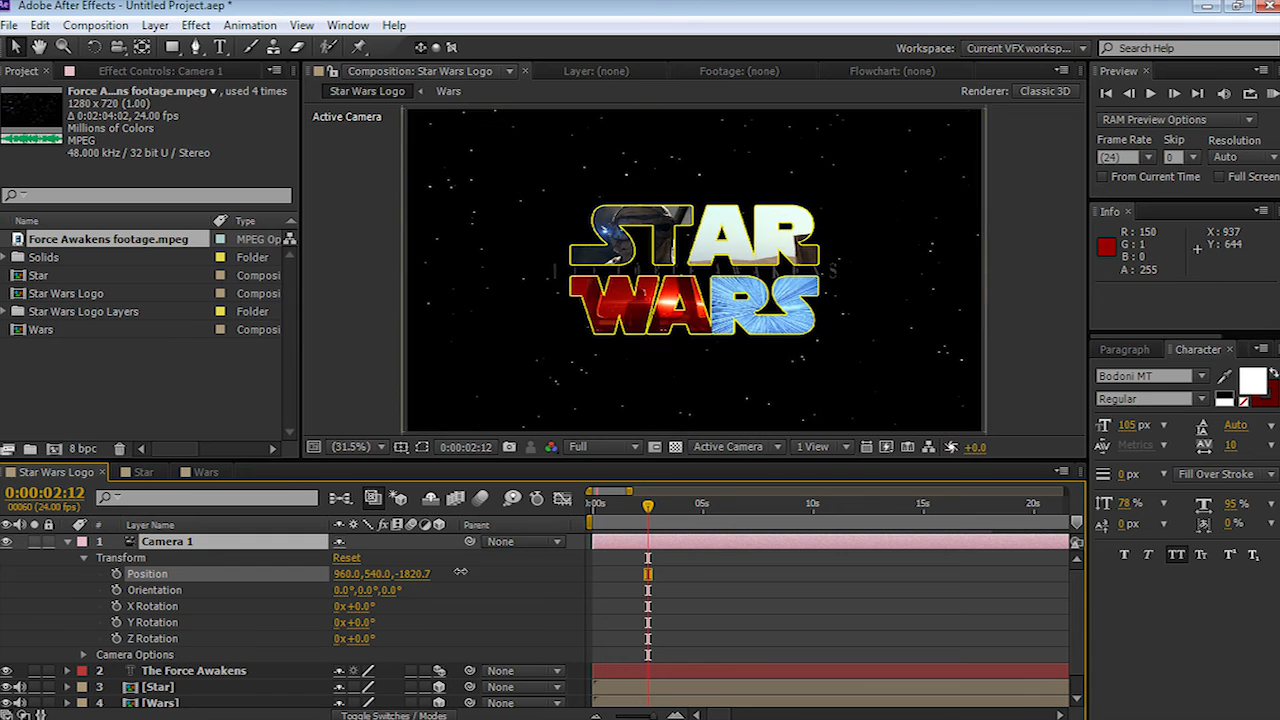 Adobe After Effects - Untitled Project.aep *
File Edit Composition Layer Effect Animation View Window Help
Workspace: Current VFX worksp... Search Help
Project Effect Controls: Camera 1 Composition: Star Wars Logo Layer: (none) Footage: (none) Flowchart: (none) Preview
Force A...ns footage.mpeg , used 4 times
1280 x 720 (1.00)
Δ 0:02:04:02, 24.00 fps
Millions of Colors
MPEG
48.000 kHz / 32 bit U / Stereo
Star Wars Logo Wars Renderer: Classic 3D
Active Camera
RAM Preview Options
Frame Rate Skip Resolution
(24) 0 Auto
From Current Time Full Screen
Name Type
Force Awakens footage.mpeg MPEG Op
Solids Folder
Star Composi
Star Wars Logo Composi
Star Wars Logo Layers Folder
Wars Composi
STAR
WARS
Info
R: 150 X: 937
G: 1 Y: 644
B: 0
A: 255
Paragraph Character
Bodoni MT
Regular
105 px Auto
Metrics 10
0 px Fill Over Stroke
78 % 95 %
0 px 0 %
T T TT Tr T¹ T₁
8 bpc
(31.5%) 0:00:02:12 Full Active Camera 1 View +0.0
Star Wars Logo Star Wars
0:00:02:12
00060 (24.00 fps)
:00s 05s 10s 15s 20s
# Layer Name Parent
1 Camera 1 None
Transform Reset
Position 960.0,540.0,-1820.7
Orientation 0.0°,0.0°,0.0°
X Rotation 0x+0.0°
Y Rotation 0x+0.0°
Z Rotation 0x+0.0°
Camera Options
2 The Force Awakens None
3 [Star] None
4 [Wars] None
Toggle Switches / Modes